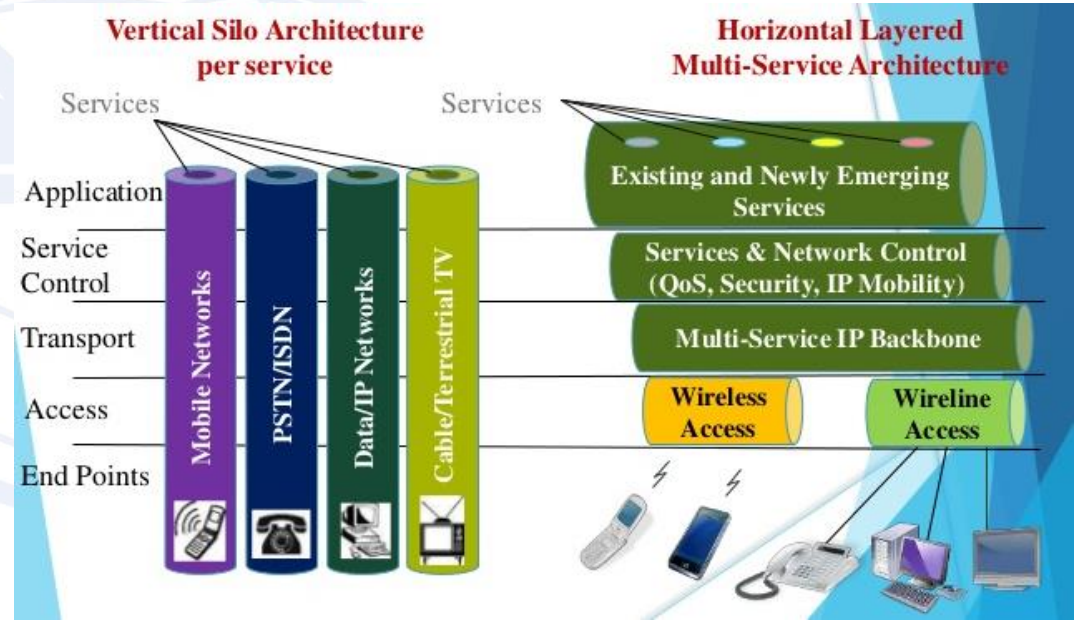 Vertical Silo Architecture
per service
Horizontal Layered
Multi-Service Architecture
Services
Services
Application
Service
Control
Transport
Access
End Points
Mobile Networks
PSTN/ISDN
Data/IP Networks
Cable/Terrestrial TV
Existing and Newly Emerging
Services
Services & Network Control
(QoS, Security, IP Mobility)
Multi-Service IP Backbone
Wireless
Access
Wireline
Access